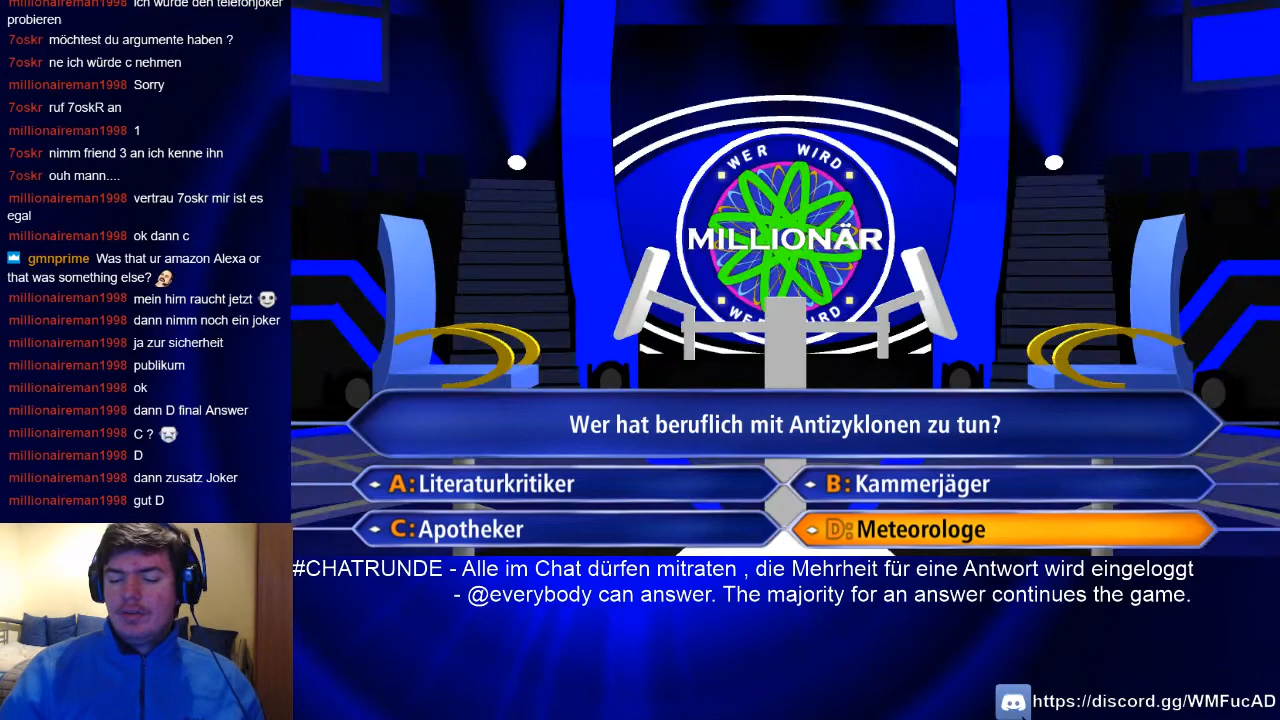 millionaireman1998 ich würde den telefonjoker
probieren
7oskr möchtest du argumente haben ?
7oskr ne ich würde c nehmen
millionaireman1998 Sorry
7oskr ruf 7oskR an
millionaireman1998 1
7oskr nimm friend 3 an ich kenne ihn
7oskr ouh mann....
millionaireman1998 vertrau 7oskr mir ist es
egal
millionaireman1998 ok dann c
gmnprime Was that ur amazon Alexa or
that was something else?
millionaireman1998 mein hirn raucht jetzt
millionaireman1998 dann nimm noch ein joker
millionaireman1998 ja zur sicherheit
millionaireman1998 publikum
millionaireman1998 ok
millionaireman1998 dann D final Answer
millionaireman1998 C ?
millionaireman1998 D
millionaireman1998 dann zusatz Joker
millionaireman1998 gut D
WER WIRD
MILLIONÄR
WER WIRD
Wer hat beruflich mit Antizyklonen zu tun?
A: Literaturkritiker
B: Kammerjäger
C: Apotheker
D: Meteorologe
#CHATRUNDE - Alle im Chat dürfen mitraten , die Mehrheit für eine Antwort wird eingeloggt
- @everybody can answer. The majority for an answer continues the game.
https://discord.gg/WMFucAD